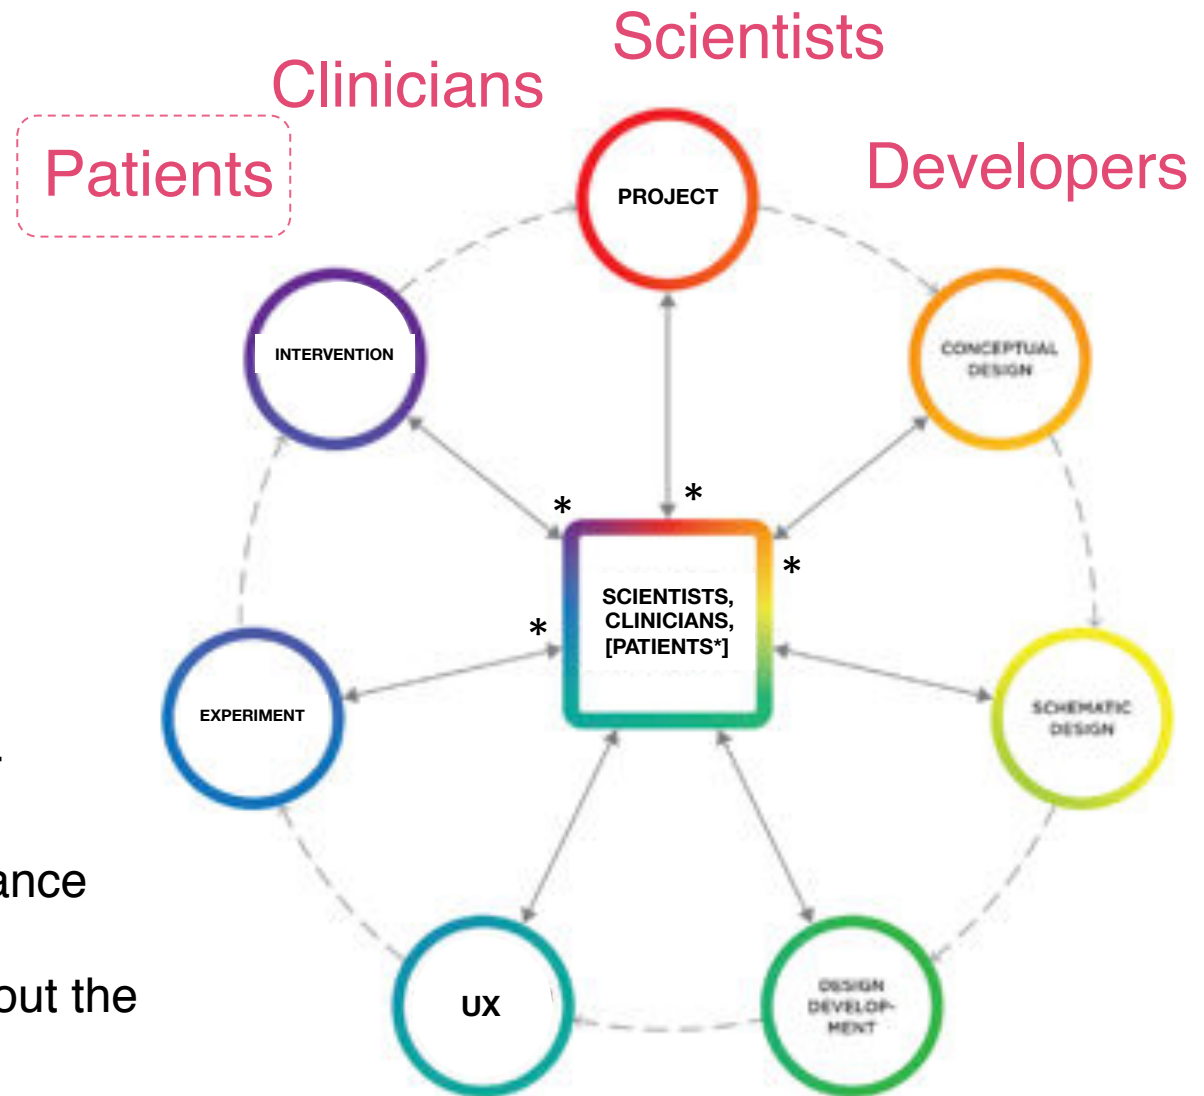 Scientists
Clinicians
Developers
Patients
PROJECT
INTERVENTION
CONCEPTUAL
DESIGN
*
*
*
*
SCIENTISTS,
CLINICIANS,
[PATIENTS*]
EXPERIMENT
SCHEMATIC
DESIGN
ance
out the
UX
DESIGN
DEVELOP-
MENT